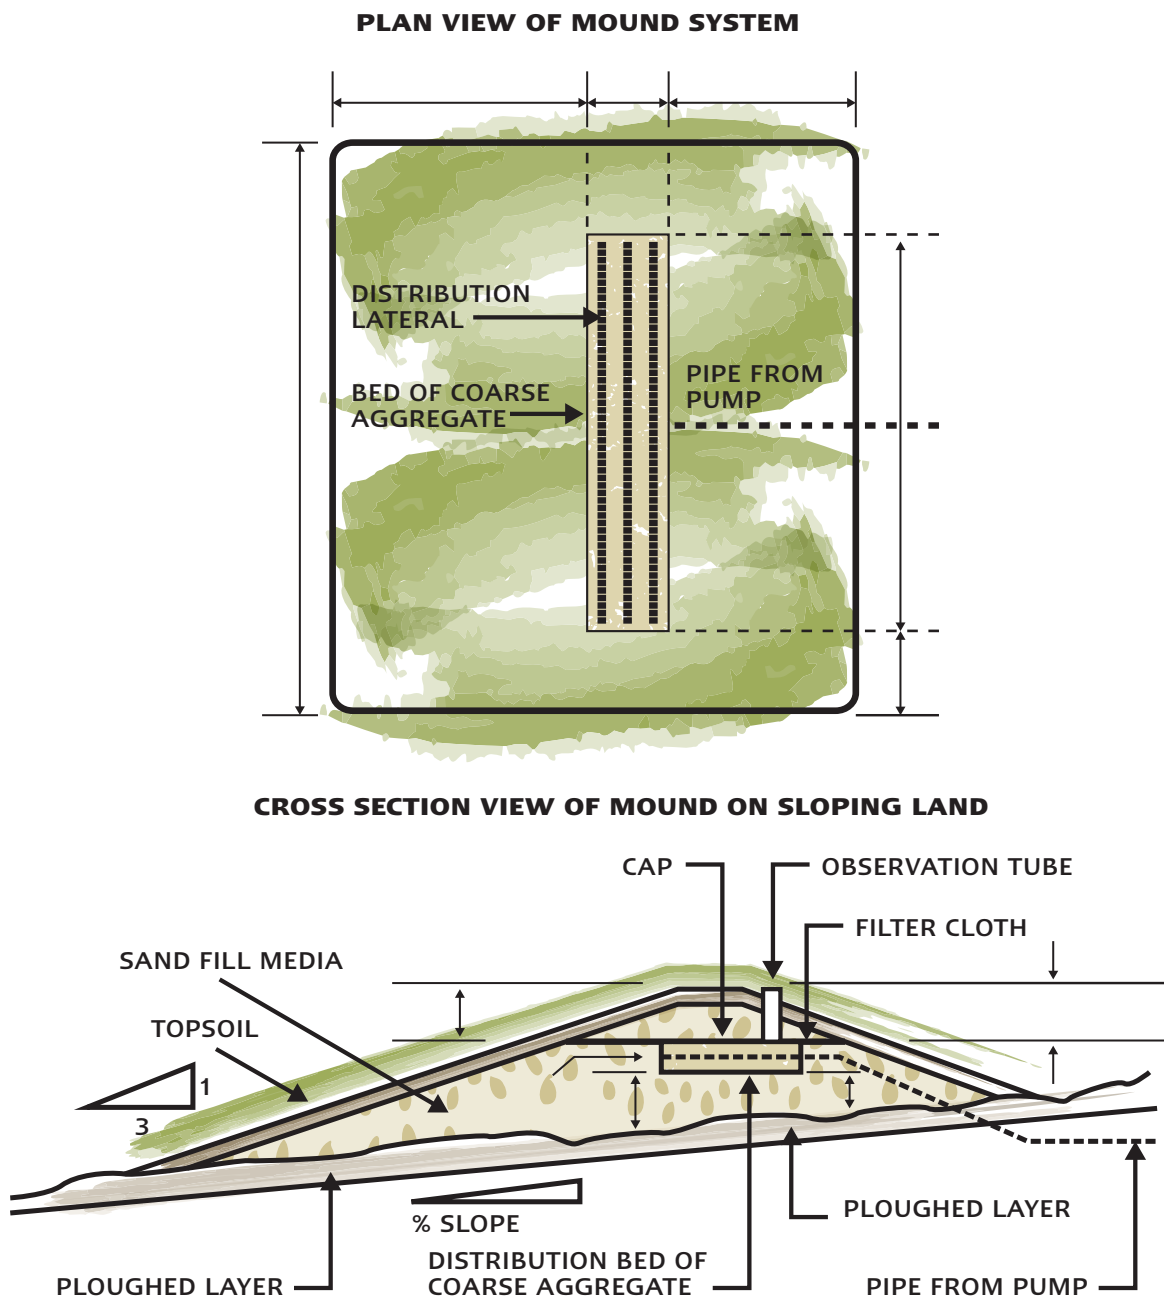 PLAN VIEW OF MOUND SYSTEM
DISTRIBUTION
LATERAL
BED OF COARSE
AGGREGATE
PIPE FROM
PUMP
CROSS SECTION VIEW OF MOUND ON SLOPING LAND
CAP
OBSERVATION TUBE
FILTER CLOTH
SAND FILL MEDIA
TOPSOIL
1
3
% SLOPE
PLOUGHED LAYER
DISTRIBUTION BED OF
COARSE AGGREGATE
PLOUGHED LAYER
PIPE FROM PUMP